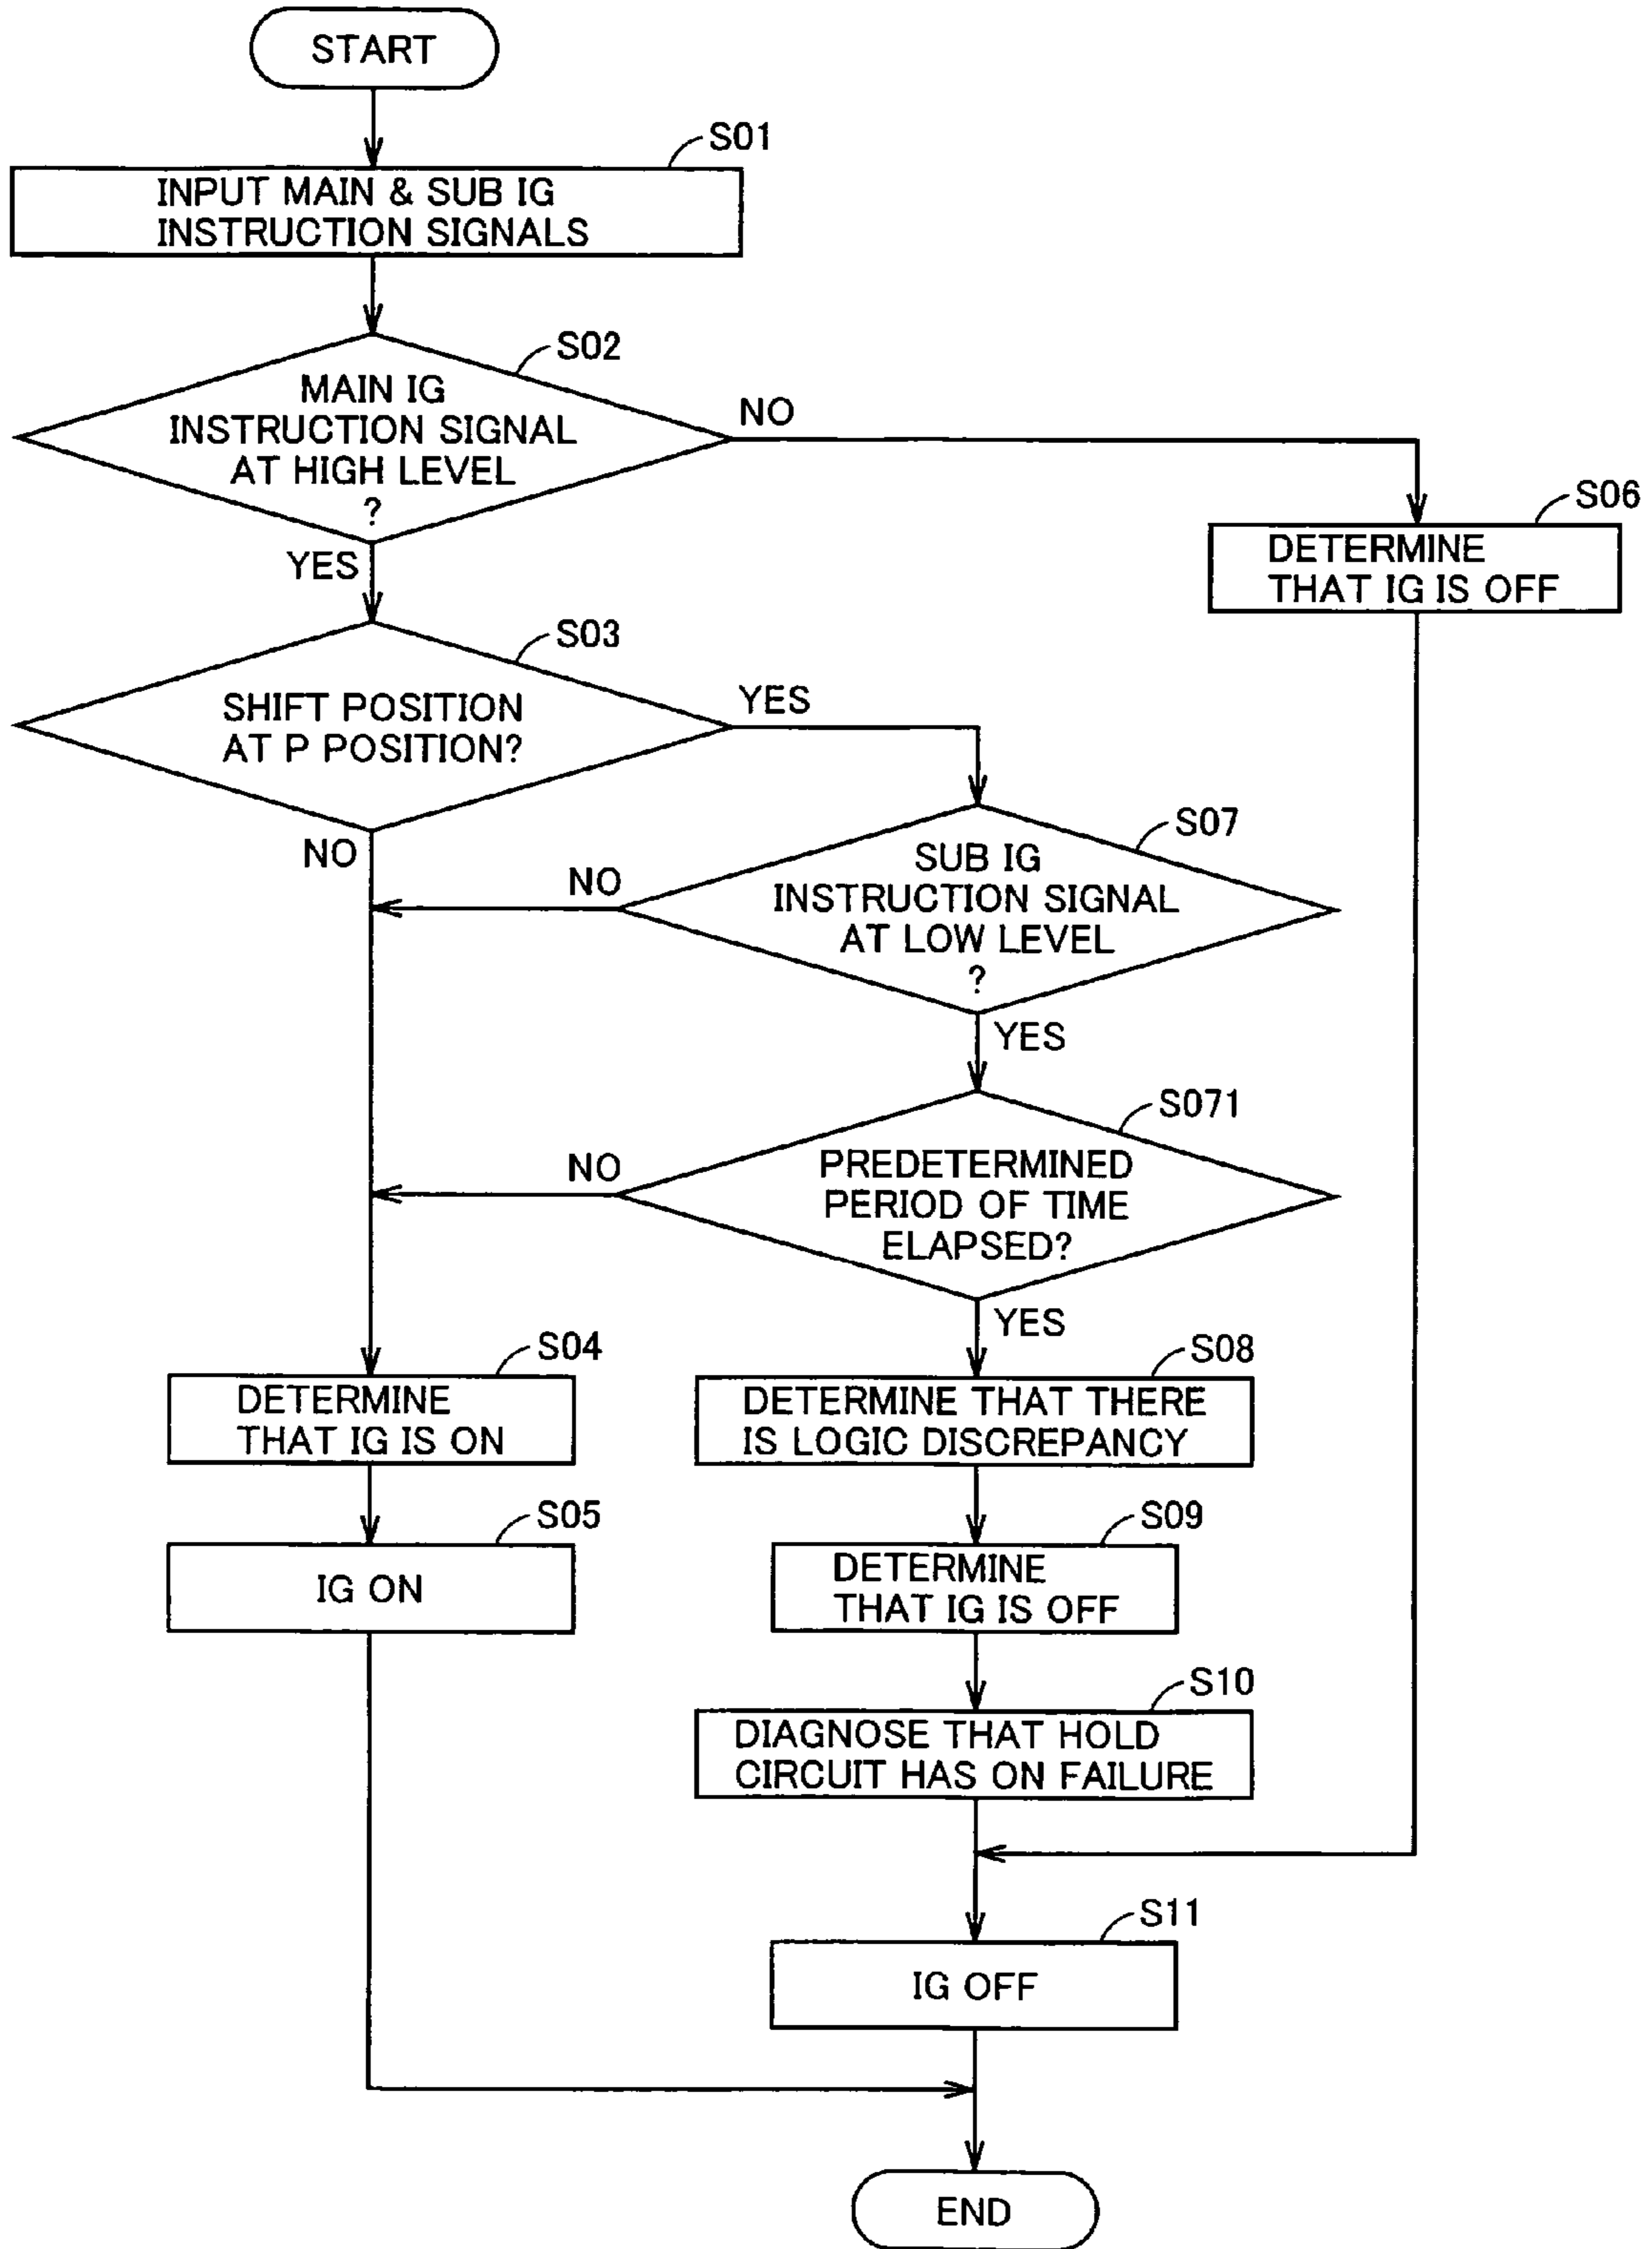 START
S01
INPUT MAIN & SUB IG
INSTRUCTION SIGNALS
S02
MAIN IG
INSTRUCTION SIGNAL
AT HIGH LEVEL
?
NO
YES
S06
DETERMINE
THAT IG IS OFF
S03
SHIFT POSITION
AT P POSITION?
YES
NO
S07
SUB IG
INSTRUCTION SIGNAL
AT LOW LEVEL
?
NO
YES
S071
PREDETERMINED
PERIOD OF TIME
ELAPSED?
NO
YES
S04
DETERMINE
THAT IG IS ON
S08
DETERMINE THAT THERE
IS LOGIC DISCREPANCY
S05
IG ON
S09
DETERMINE
THAT IG IS OFF
S10
DIAGNOSE THAT HOLD
CIRCUIT HAS ON FAILURE
S11
IG OFF
END